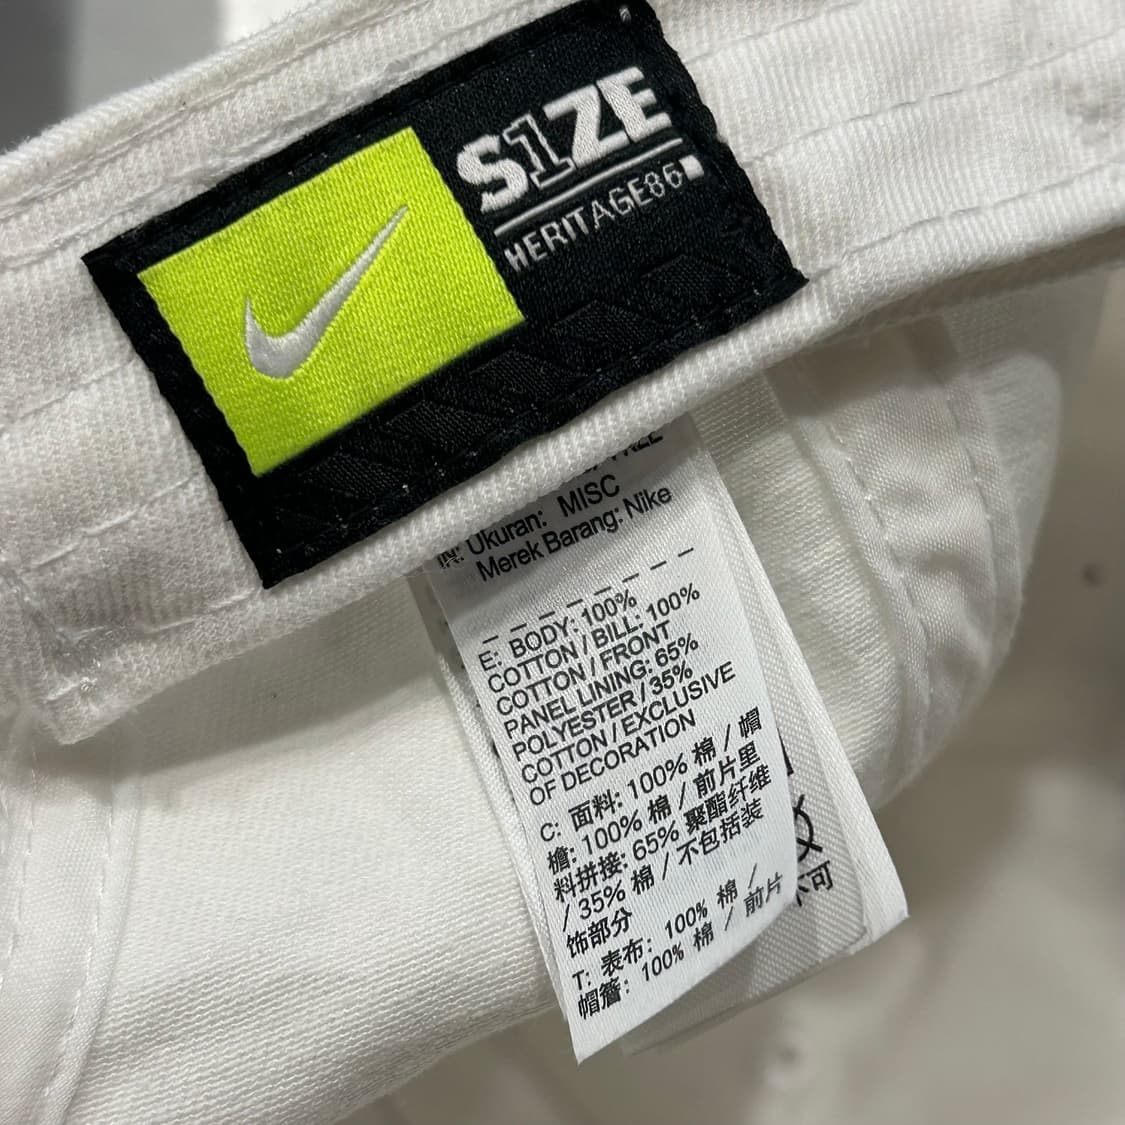 S1ZE
HERITAGE86
IN: Ukuran: MISC
Merek Barang: Nike
E: BODY: 100%
COTTON / BILL: 100%
COTTON / FRONT
PANEL LINING: 65%
POLYESTER / 35%
COTTON / EXCLUSIVE
OF DECORATION
C: 面料: 100% 棉 / 帽
檐: 100% 棉 / 前片里
料拼接: 65% 聚酯纤维
/ 35% 棉 / 不包括装
饰部分
T: 表布: 100% 棉 /
帽簷: 100% 棉 / 前片
不可